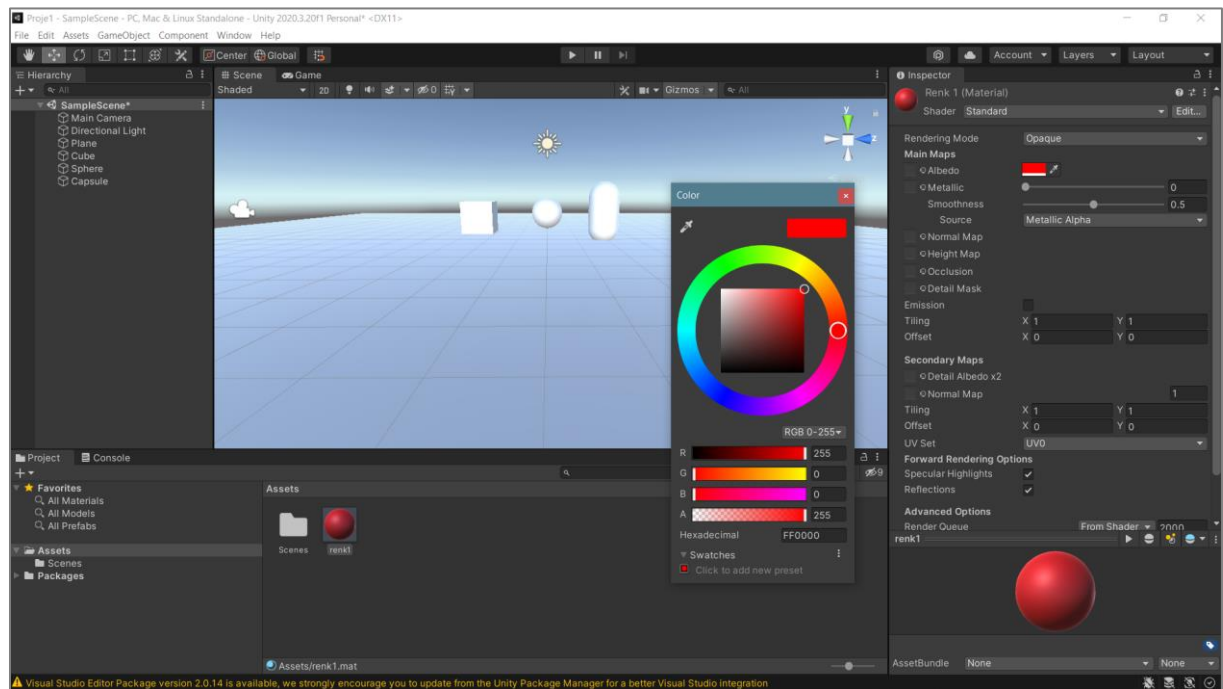 Proje1 - SampleScene - PC, Mac & Linux Standalone - Unity 2020.3.20f1 Personal* <DX11>
File Edit Assets GameObject Component Window Help
Center Global
Account Layers Layout
Hierarchy
All
SampleScene*
Main Camera
Directional Light
Plane
Cube
Sphere
Capsule
Scene Game
Shaded 2D 0 Gizmos All
y
z
Color
RGB 0-255
R 255
G 0
B 0
A 255
Hexadecimal FF0000
Swatches
Click to add new preset
Inspector
Renk 1 (Material)
Shader Standard Edit...
Rendering Mode Opaque
Main Maps
Albedo
Metallic 0
Smoothness 0.5
Source Metallic Alpha
Normal Map
Height Map
Occlusion
Detail Mask
Emission
Tiling X 1 Y 1
Offset X 0 Y 0
Secondary Maps
Detail Albedo x2
Normal Map 1
Tiling X 1 Y 1
Offset X 0 Y 0
UV Set UV0
Forward Rendering Options
Specular Highlights
Reflections
Advanced Options
Render Queue From Shader 2000
renk1
AssetBundle None None
Project Console
9
Favorites
All Materials
All Models
All Prefabs
Assets
Scenes
Packages
Assets
Scenes renk1
Assets/renk1.mat
Visual Studio Editor Package version 2.0.14 is available, we strongly encourage you to update from the Unity Package Manager for a better Visual Studio integration